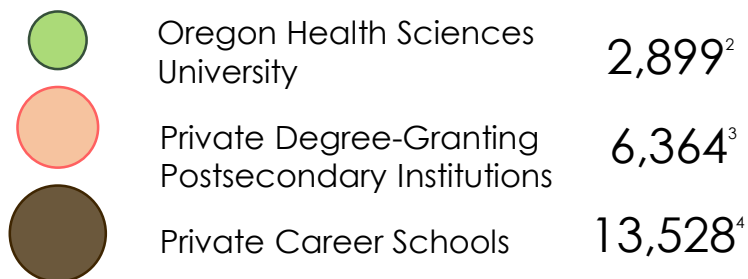 Oregon Health Sciences
University
2,899²
Private Degree-Granting
Postsecondary Institutions
6,364³
Private Career Schools
13,528⁴